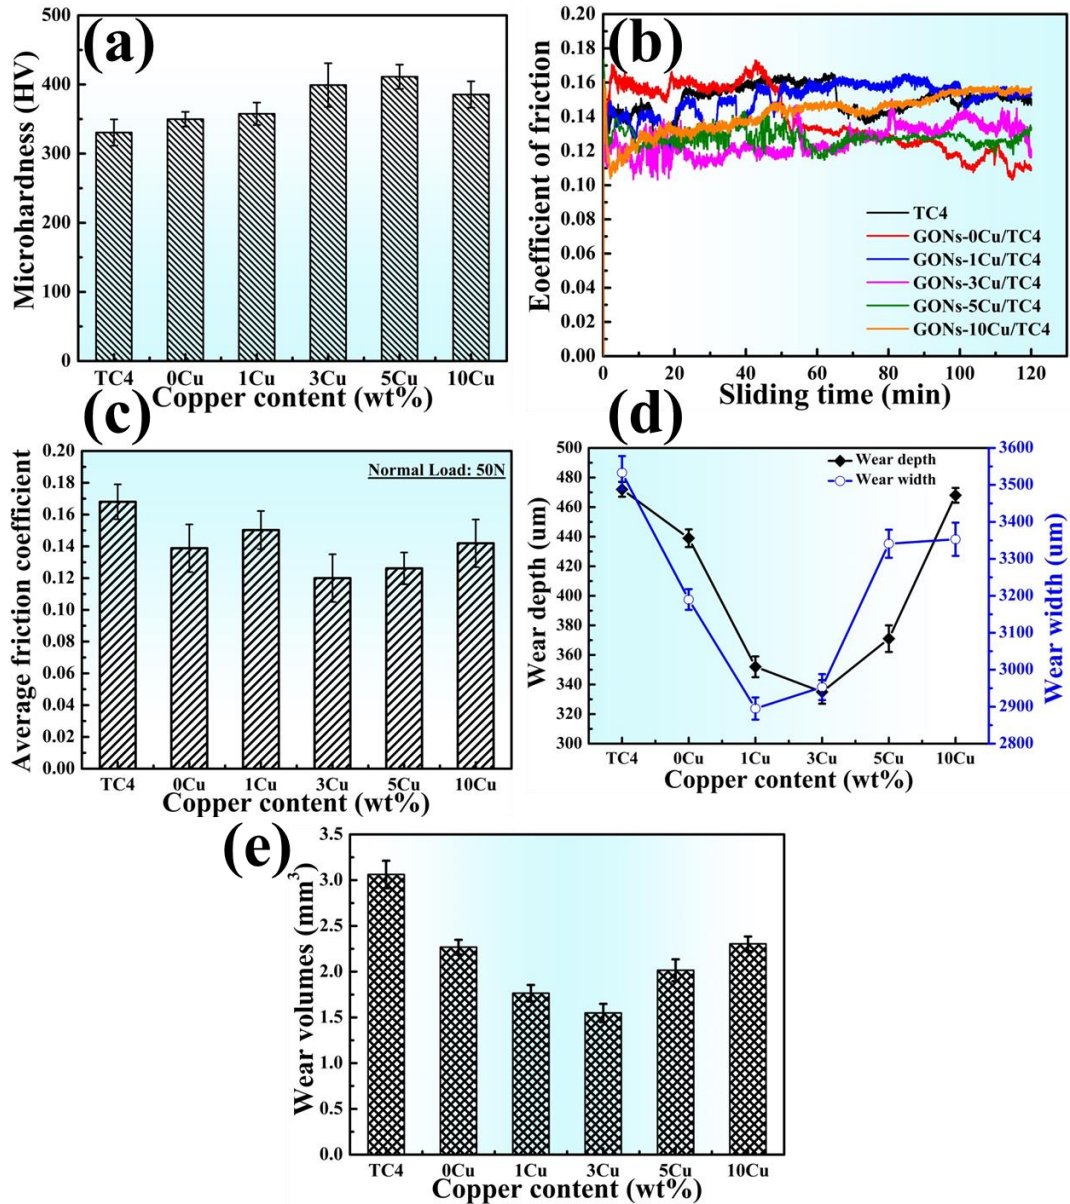 (a)
Microhardness (HV)
500
400
300
200
100
0
TC4 0Cu 1Cu 3Cu 5Cu 10Cu
Copper content (wt%)
(b)
Eoefficient of friction
0.20
0.18
0.16
0.14
0.12
0.10
0.08
0.06
0.04
0.02
0.00
TC4
GONs-0Cu/TC4
GONs-1Cu/TC4
GONs-3Cu/TC4
GONs-5Cu/TC4
GONs-10Cu/TC4
0 20 40 60 80 100 120
Sliding time (min)
(c)
Average friction coefficient
0.20
0.18
0.16
0.14
0.12
0.10
0.08
0.06
0.04
0.02
0.00
Normal Load: 50N
TC4 0Cu 1Cu 3Cu 5Cu 10Cu
Copper content (wt%)
(d)
Wear depth (um)
500
480
460
440
420
400
380
360
340
320
300
Wear depth
Wear width
3600
3500
3400
3300
3200
3100
3000
2900
2800
Wear width (um)
TC4 0Cu 1Cu 3Cu 5Cu 10Cu
Copper content (wt%)
(e)
Wear volumes (mm³)
3.5
3.0
2.5
2.0
1.5
1.0
0.5
0.0
TC4 0Cu 1Cu 3Cu 5Cu 10Cu
Copper content (wt%)